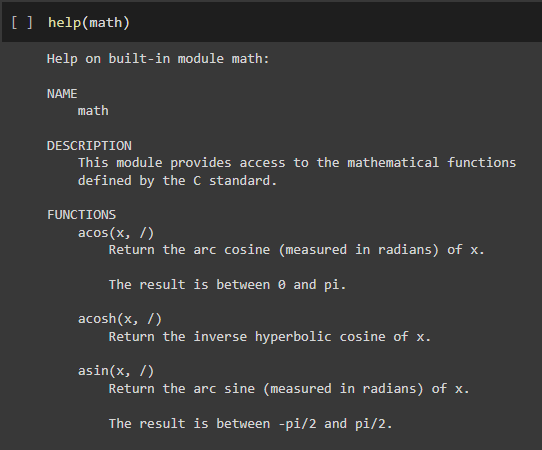 [ ] help(math)
Help on built-in module math:
NAME
math
DESCRIPTION
This module provides access to the mathematical functions
defined by the C standard.
FUNCTIONS
acos(x, /)
Return the arc cosine (measured in radians) of x.
The result is between 0 and pi.
acosh(x, /)
Return the inverse hyperbolic cosine of x.
asin(x, /)
Return the arc sine (measured in radians) of x.
The result is between -pi/2 and pi/2.